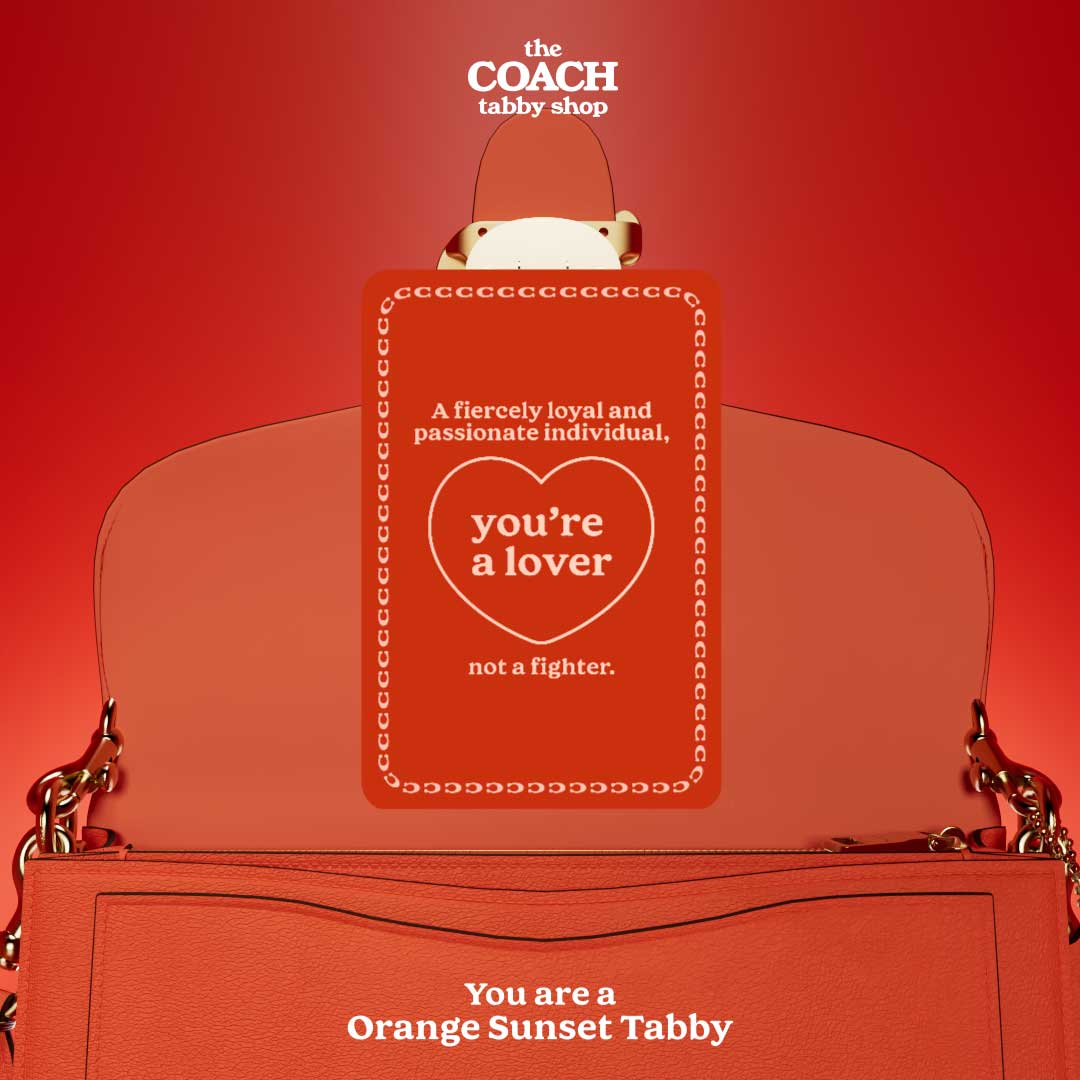 the
COACH
tabby shop
A fiercely loyal and
passionate individual,
you're
a lover
not a fighter.
You are a
Orange Sunset Tabby